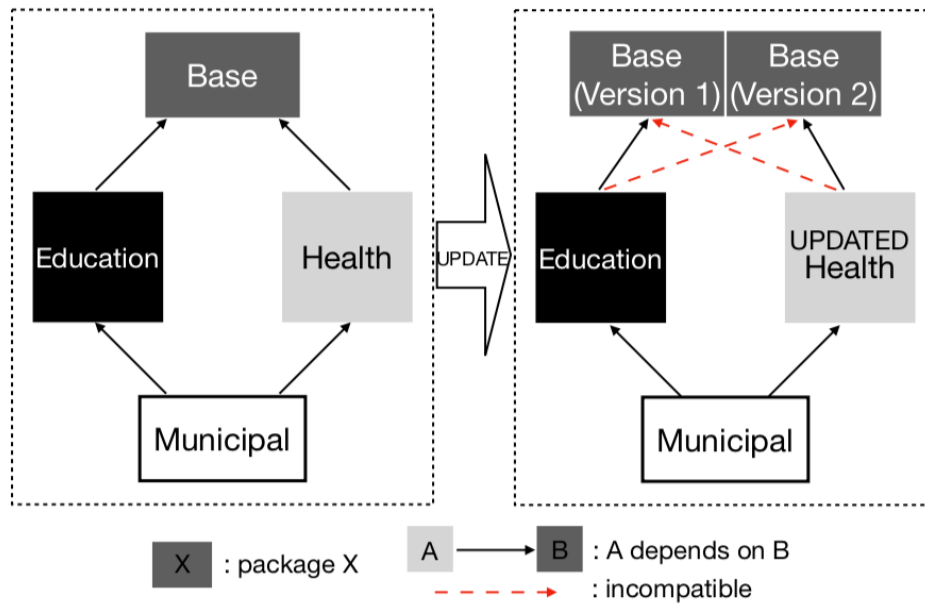 Base
Education
Health
Municipal
UPDATE
Base
(Version 1)
Base
(Version 2)
Education
UPDATED
Health
Municipal
X : package X
A B : A depends on B
: incompatible